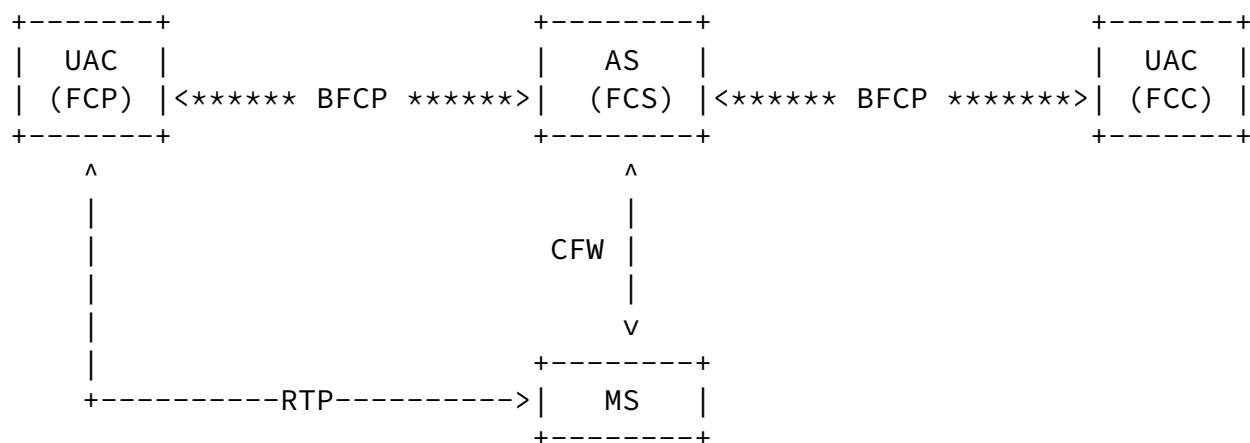 UAC AS UAC
(FCP) <****** BFCP ******> (FCS) <****** BFCP *******> (FCC)
CFW
RTP MS